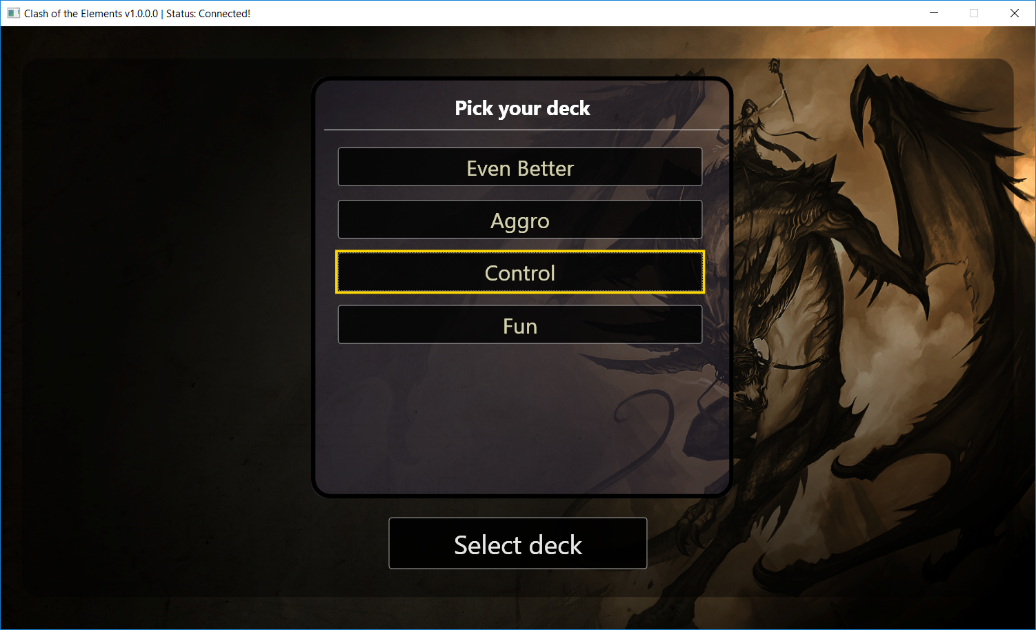 Clash of the Elements v1.0.0.0 | Status: Connected!
Pick your deck
Even Better
Aggro
Control
Fun
Select deck